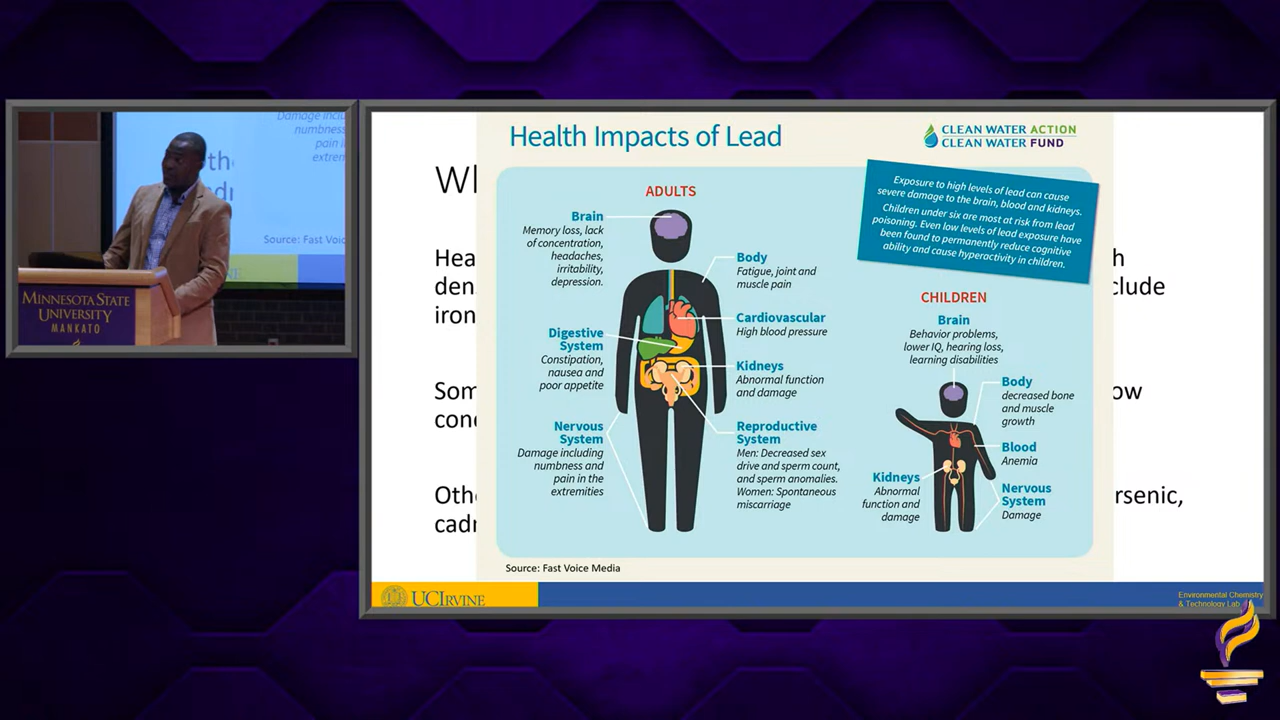 Damage inclu
numbness
pain i
extrem
Source: Fast Voic
MINNESOTA STATE
UNIVERSITY
MANKATO
Health Impacts of Lead
CLEAN WATER ACTION
CLEAN WATER FUND
Exposure to high levels of lead can cause
severe damage to the brain, blood and kidneys.
Children under six are most at risk from lead
poisoning. Even low levels of lead exposure have
been found to permanently reduce cognitive
ability and cause hyperactivity in children.
ADULTS
Brain
Memory loss, lack
of concentration,
headaches,
irritability,
depression.
Digestive
System
Constipation,
nausea and
poor appetite
Nervous
System
Damage including
numbness and
pain in the
extremities
Body
Fatigue, joint and
muscle pain
Cardiovascular
High blood pressure
Kidneys
Abnormal function
and damage
Reproductive
System
Men: Decreased sex
drive and sperm count,
and sperm anomalies.
Women: Spontaneous
miscarriage
CHILDREN
Brain
Behavior problems,
lower IQ, hearing loss,
learning disabilities
Body
decreased bone
and muscle
growth
Blood
Anemia
Kidneys
Abnormal
function and
damage
Nervous
System
Damage
Source: Fast Voice Media
Hea
den
clude
iron
Som
ow
con
Oth
rsenic,
cadr
UCIRVINE
Environmental Chemistry
& Technology Lab